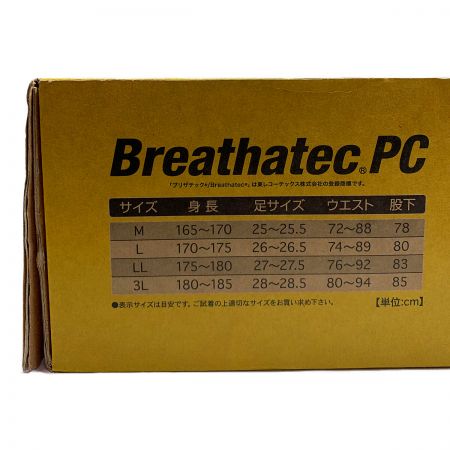 Breathatec® PC
「ブリザテック®/Breathatec®」は東レコーテックス株式会社の登録商標です。
サイズ 身長 足サイズ ウエスト 股下
M 165〜170 25〜25.5 72〜88 78
L 170〜175 26〜26.5 74〜89 80
LL 175〜180 27〜27.5 76〜92 83
3L 180〜185 28〜28.5 80〜94 85
●表示サイズは目安です。ご試着の上適切なサイズをお買い求め下さい。 【単位:cm】